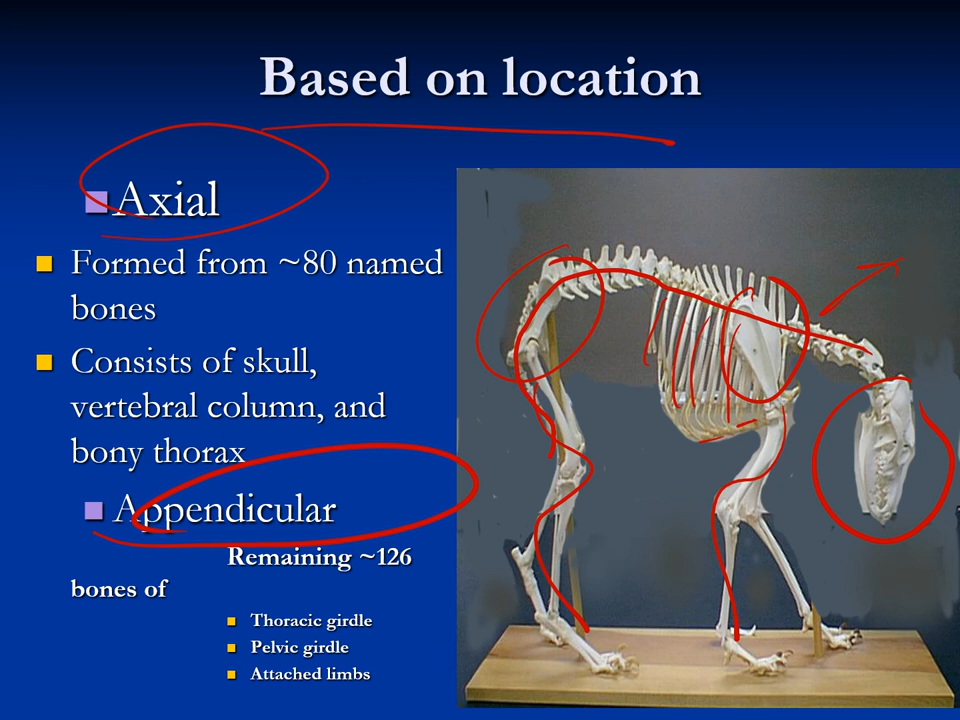 Based on location
Axial
Formed from ~80 named
bones
Consists of skull,
vertebral column, and
bony thorax
Appendicular
Remaining ~126
bones of
Thoracic girdle
Pelvic girdle
Attached limbs